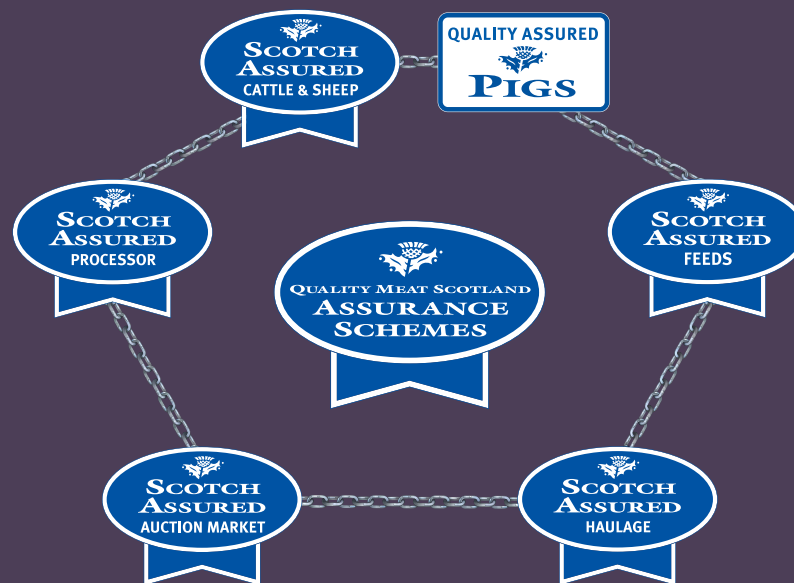 SCOTCH
ASSURED
CATTLE & SHEEP
QUALITY ASSURED
PIGS
SCOTCH
ASSURED
PROCESSOR
SCOTCH
ASSURED
FEEDS
QUALITY MEAT SCOTLAND
ASSURANCE
SCHEMES
SCOTCH
ASSURED
AUCTION MARKET
SCOTCH
ASSURED
HAULAGE